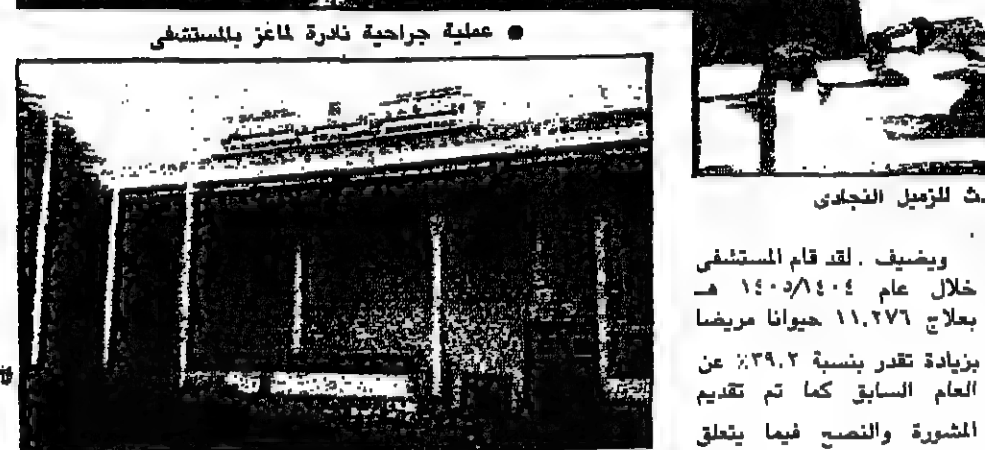 ● عملية جراحية نادرة لماعز بالمستشفى
دث للزميل النجادى
ويضيف . لقد قام المستشفى
خلال عام ١٤٠٥/١٤٠٤ هـ
بعلاج ١١,٢٧٦ حيوانا مريضا
بزيادة تقدر بنسبة ٣٩,٢٪ عن
العام السابق كما تم تقديم
المشورة والنصح فيما يتعلق